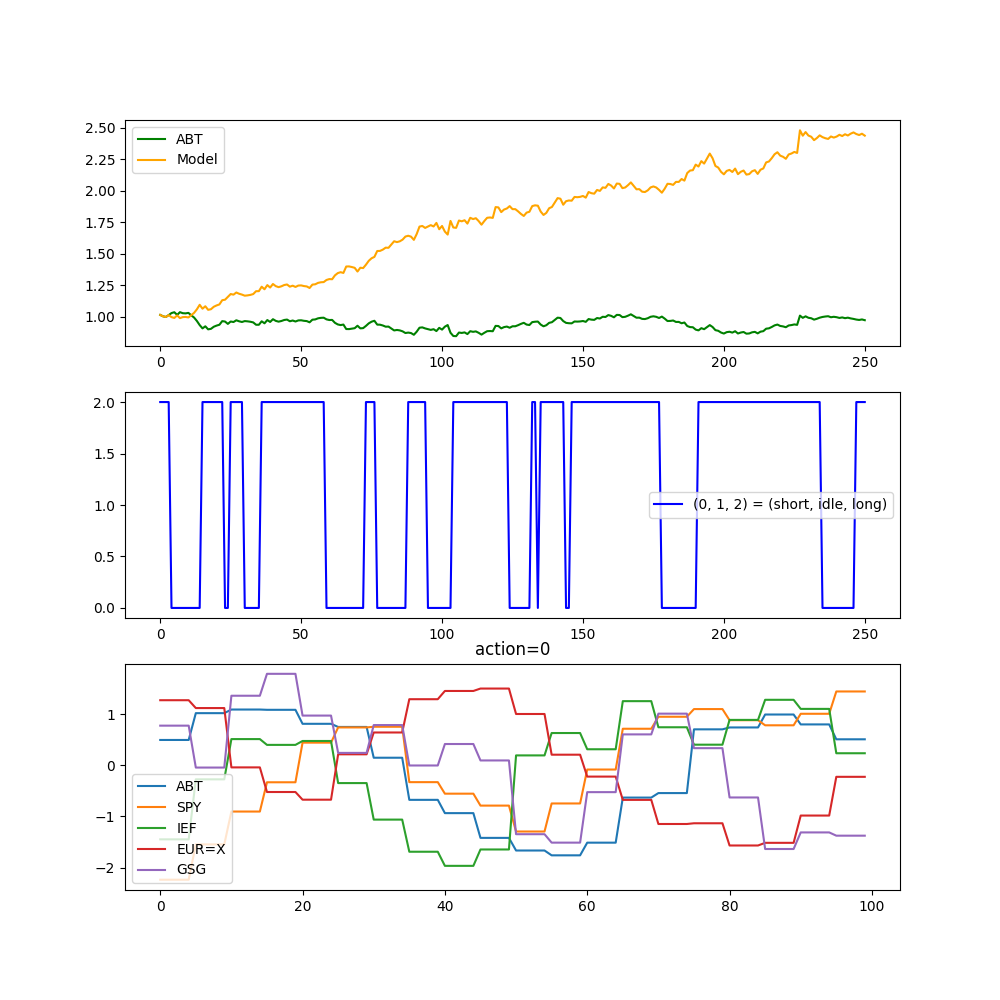 2.50
2.25
2.00
1.75
1.50
1.25
1.00
ABT
Model
0 50 100 150 200 250
2.0
1.5
1.0
0.5
0.0
(0, 1, 2) = (short, idle, long)
0 50 100 150 200 250
action=0
1
0
−1
−2
ABT
SPY
IEF
EUR=X
GSG
0 20 40 60 80 100